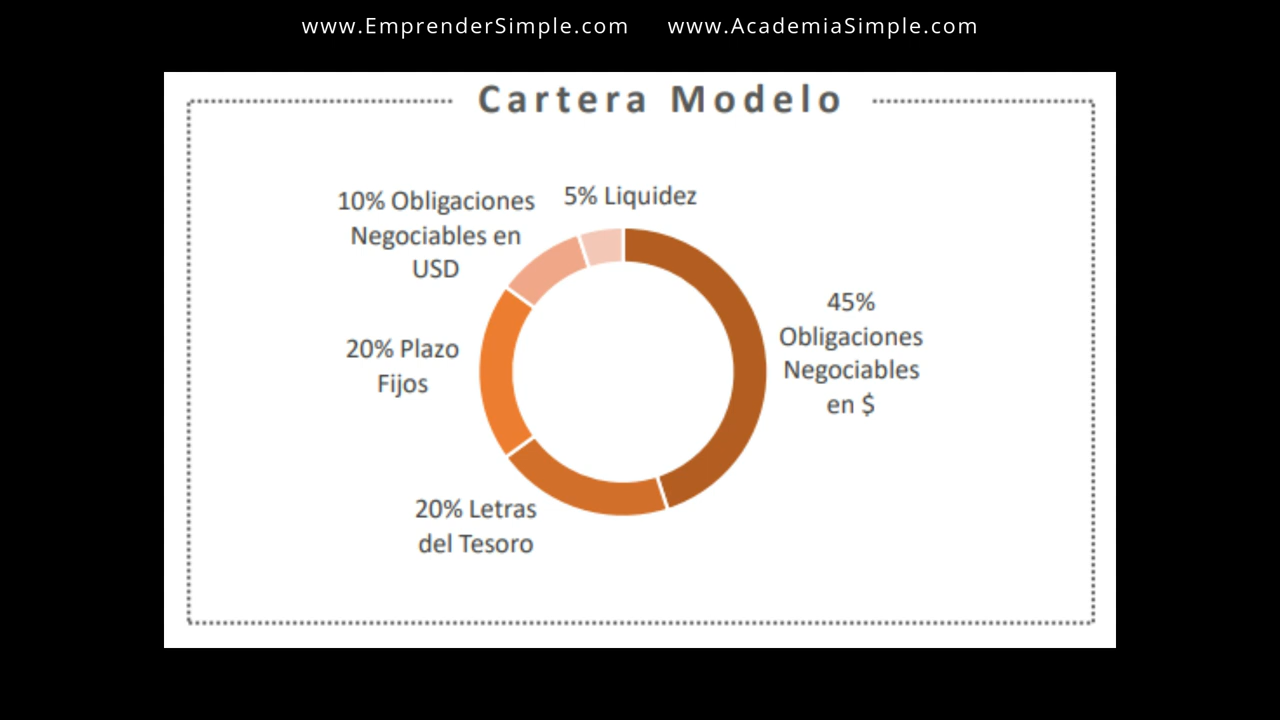 www.EmprenderSimple.com www.AcademiaSimple.com
Cartera Modelo
10% Obligaciones
Negociables en
USD
5% Liquidez
45%
Obligaciones
Negociables
en $
20% Plazo
Fijos
20% Letras
del Tesoro